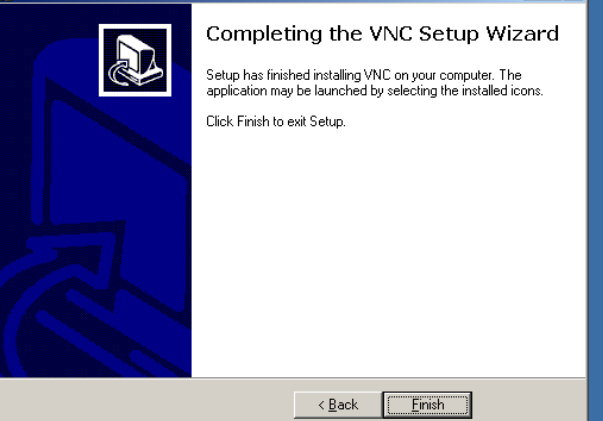 Completing the VNC Setup Wizard
Setup has finished installing VNC on your computer. The
application may be launched by selecting the installed icons.
Click Finish to exit Setup.
< Back
Finish